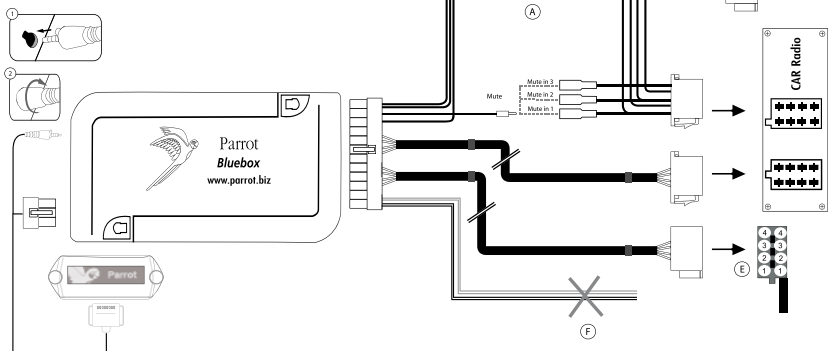 A
1
CAR Radio
2
Mute in 3
Mute
Mute in 2
Mute in 1
Parrot
Bluebox
www.parrot.biz
4 4
3 3
2 2
1 1
E
Parrot
F